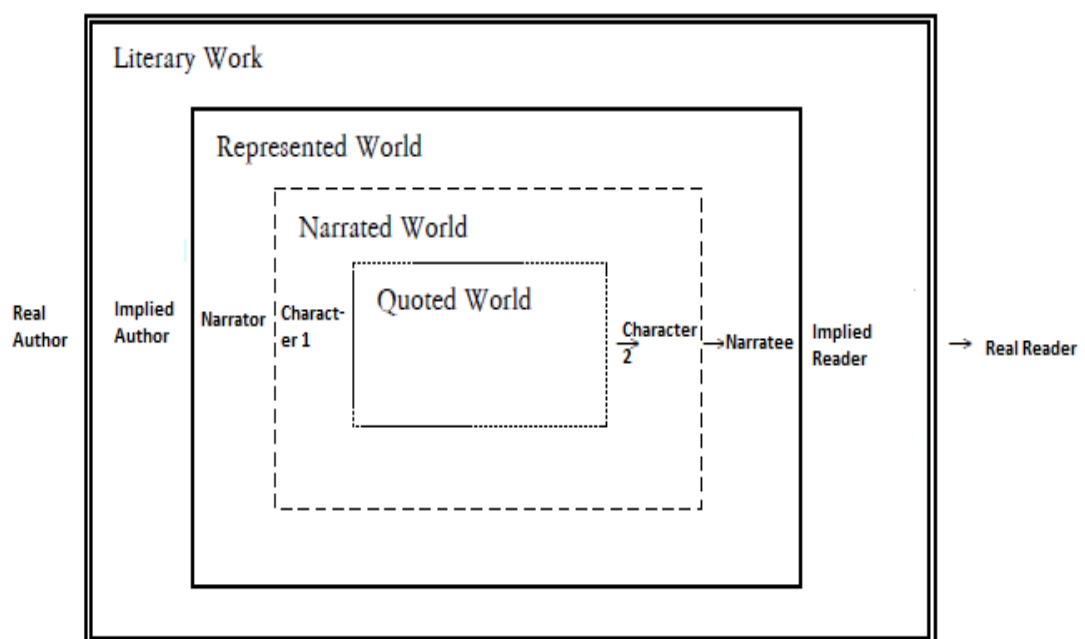 Literary Work
Represented World
Narrated World
Quoted World
Real
Author
Implied
Author
Narrator
Charact-
er 1
→Character
2
→Narratee
Implied
Reader
→ Real Reader